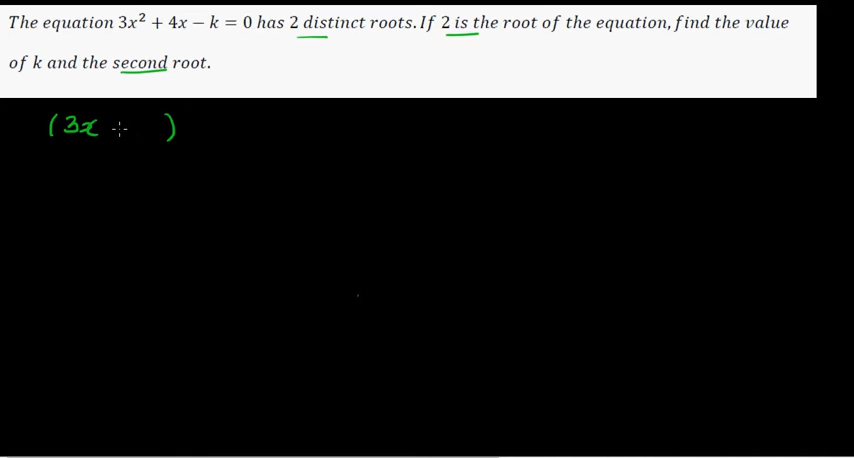 The equation 3x² + 4x − k = 0 has 2 distinct roots. If 2 is the root of the equation, find the value
of k and the second root.
(3x )